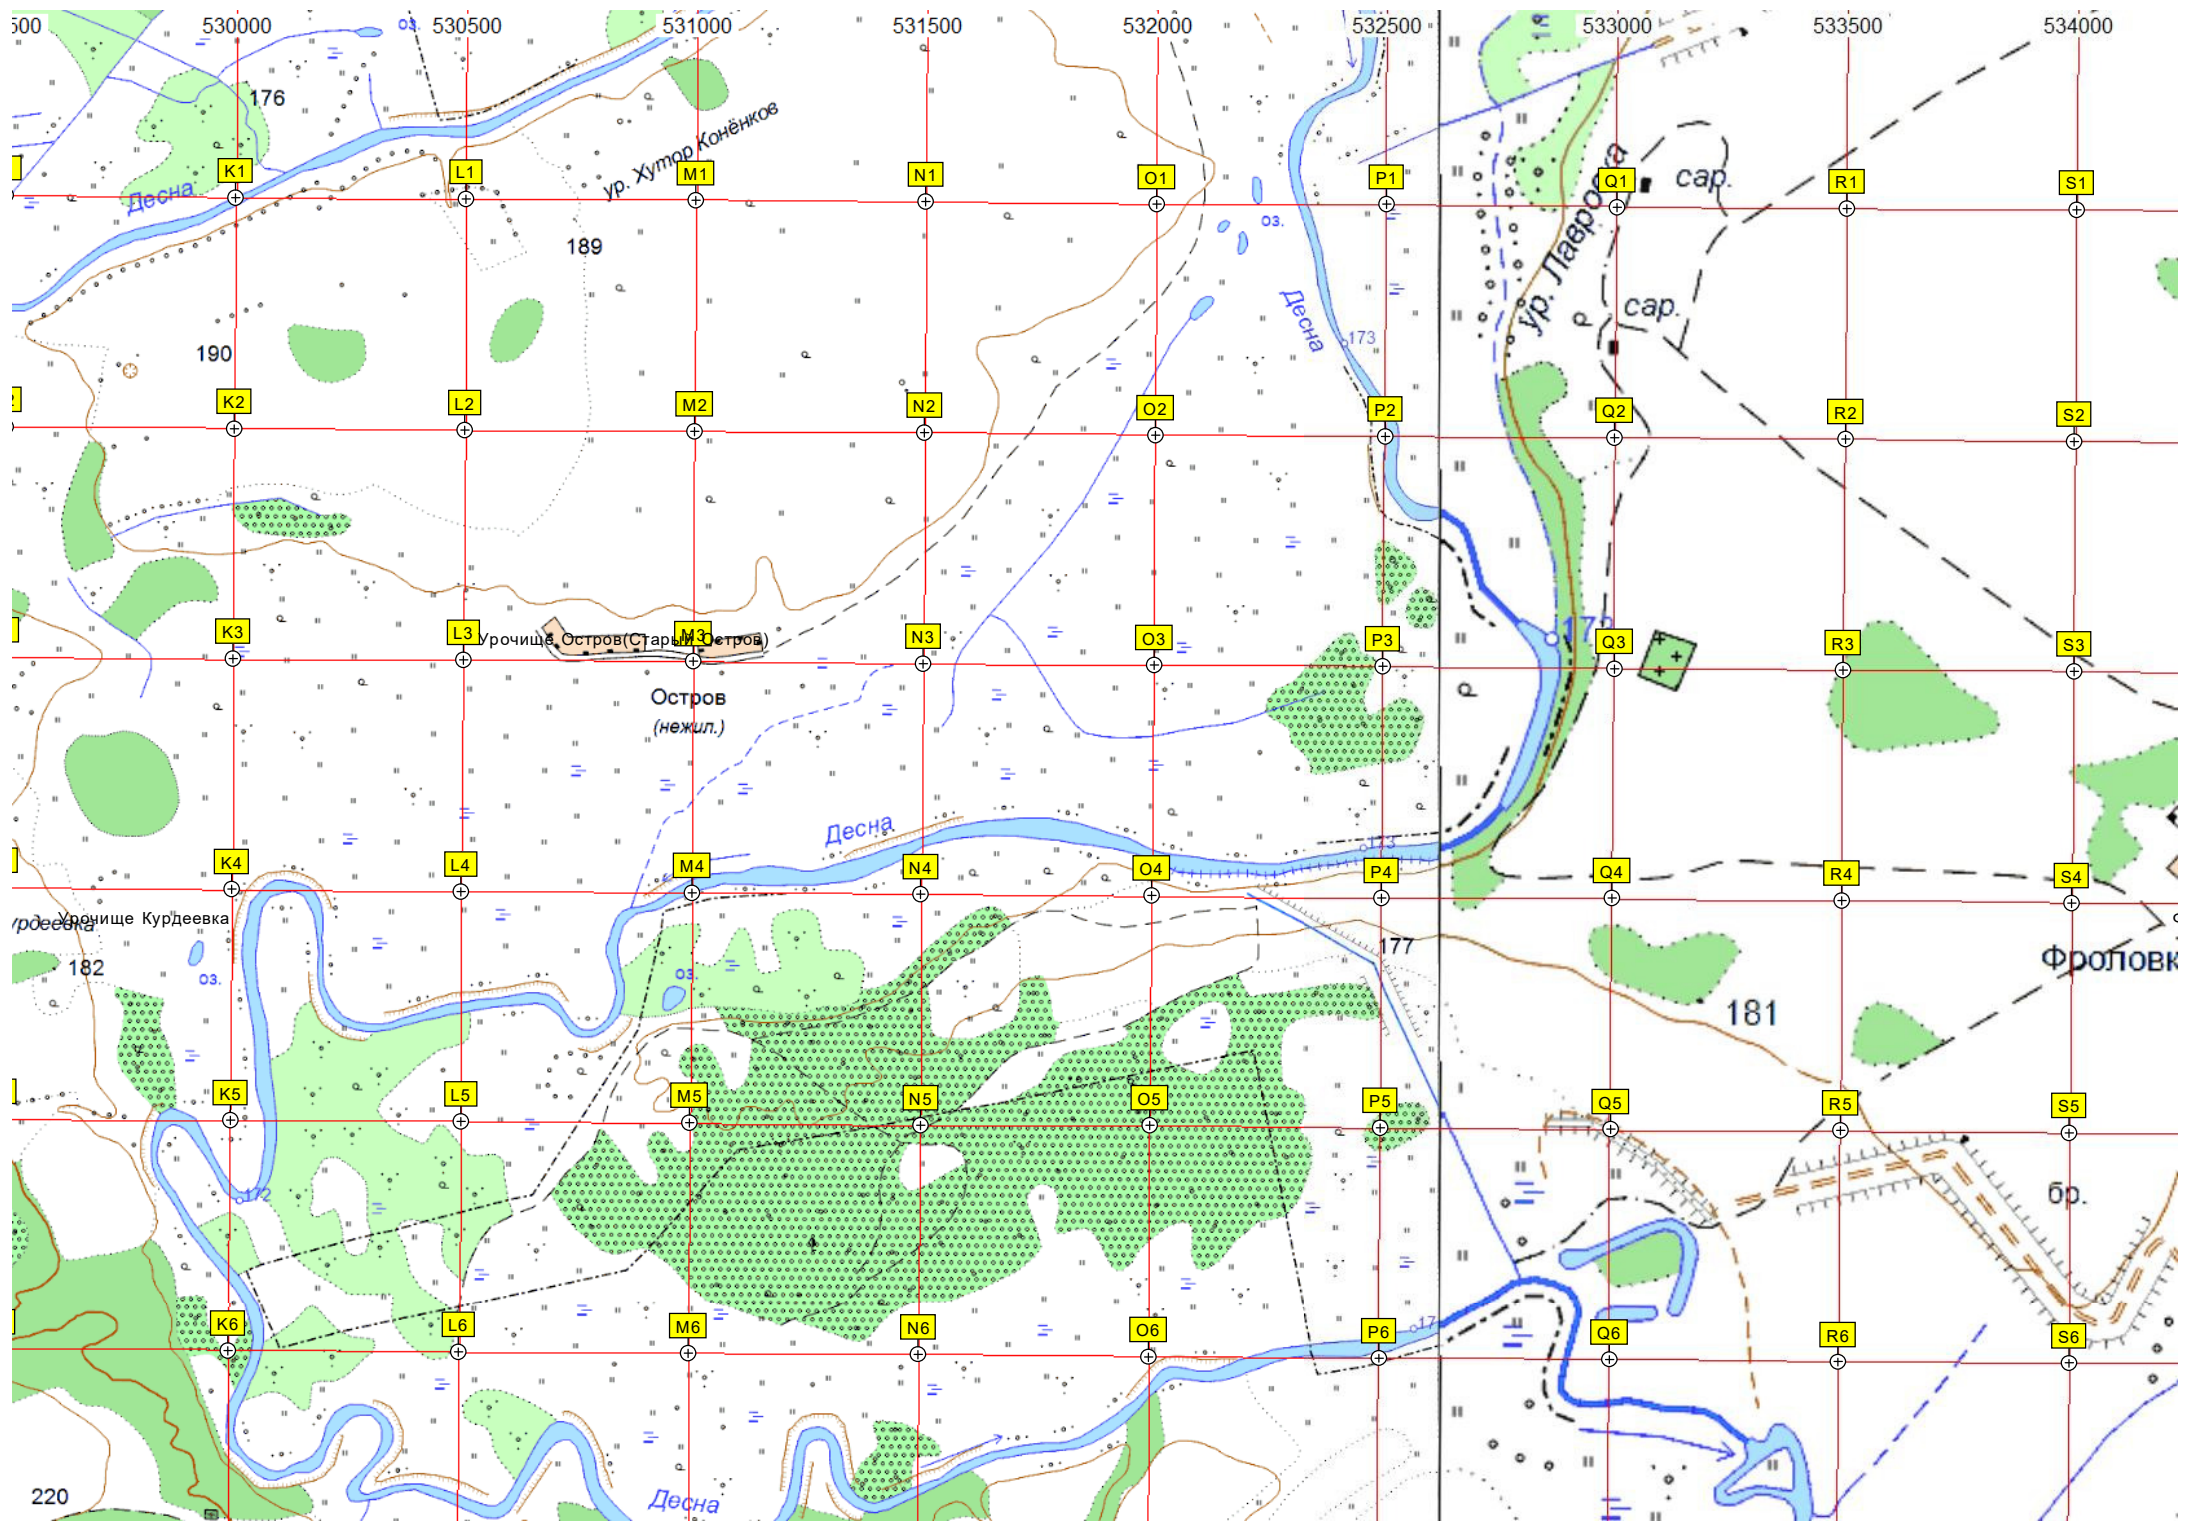 530000 530500 531000 531500 532000 532500 533000 533500 534000
оз.
176
ур. Хутор Конёнков
K1 L1 M1 N1 O1 P1 Q1 R1 S1
Десна
сар.
189
оз.
ур. Лавровка
сар.
Десна
173
190
K2 L2 M2 N2 O2 P2 Q2 R2 S2
K3 L3 M3 N3 O3 P3 Q3 R3 S3
Урочище Остров(Старый Остров)
Остров
(нежил.)
Десна
173
K4 L4 M4 N4 O4 P4 Q4 R4 S4
Урочище Курдеевка
177
182
оз.
оз.
Фроловк
181
K5 L5 M5 N5 O5 P5 Q5 R5 S5
172
бр.
K6 L6 M6 N6 O6 P6 Q6 R6 S6
17
220
Десна